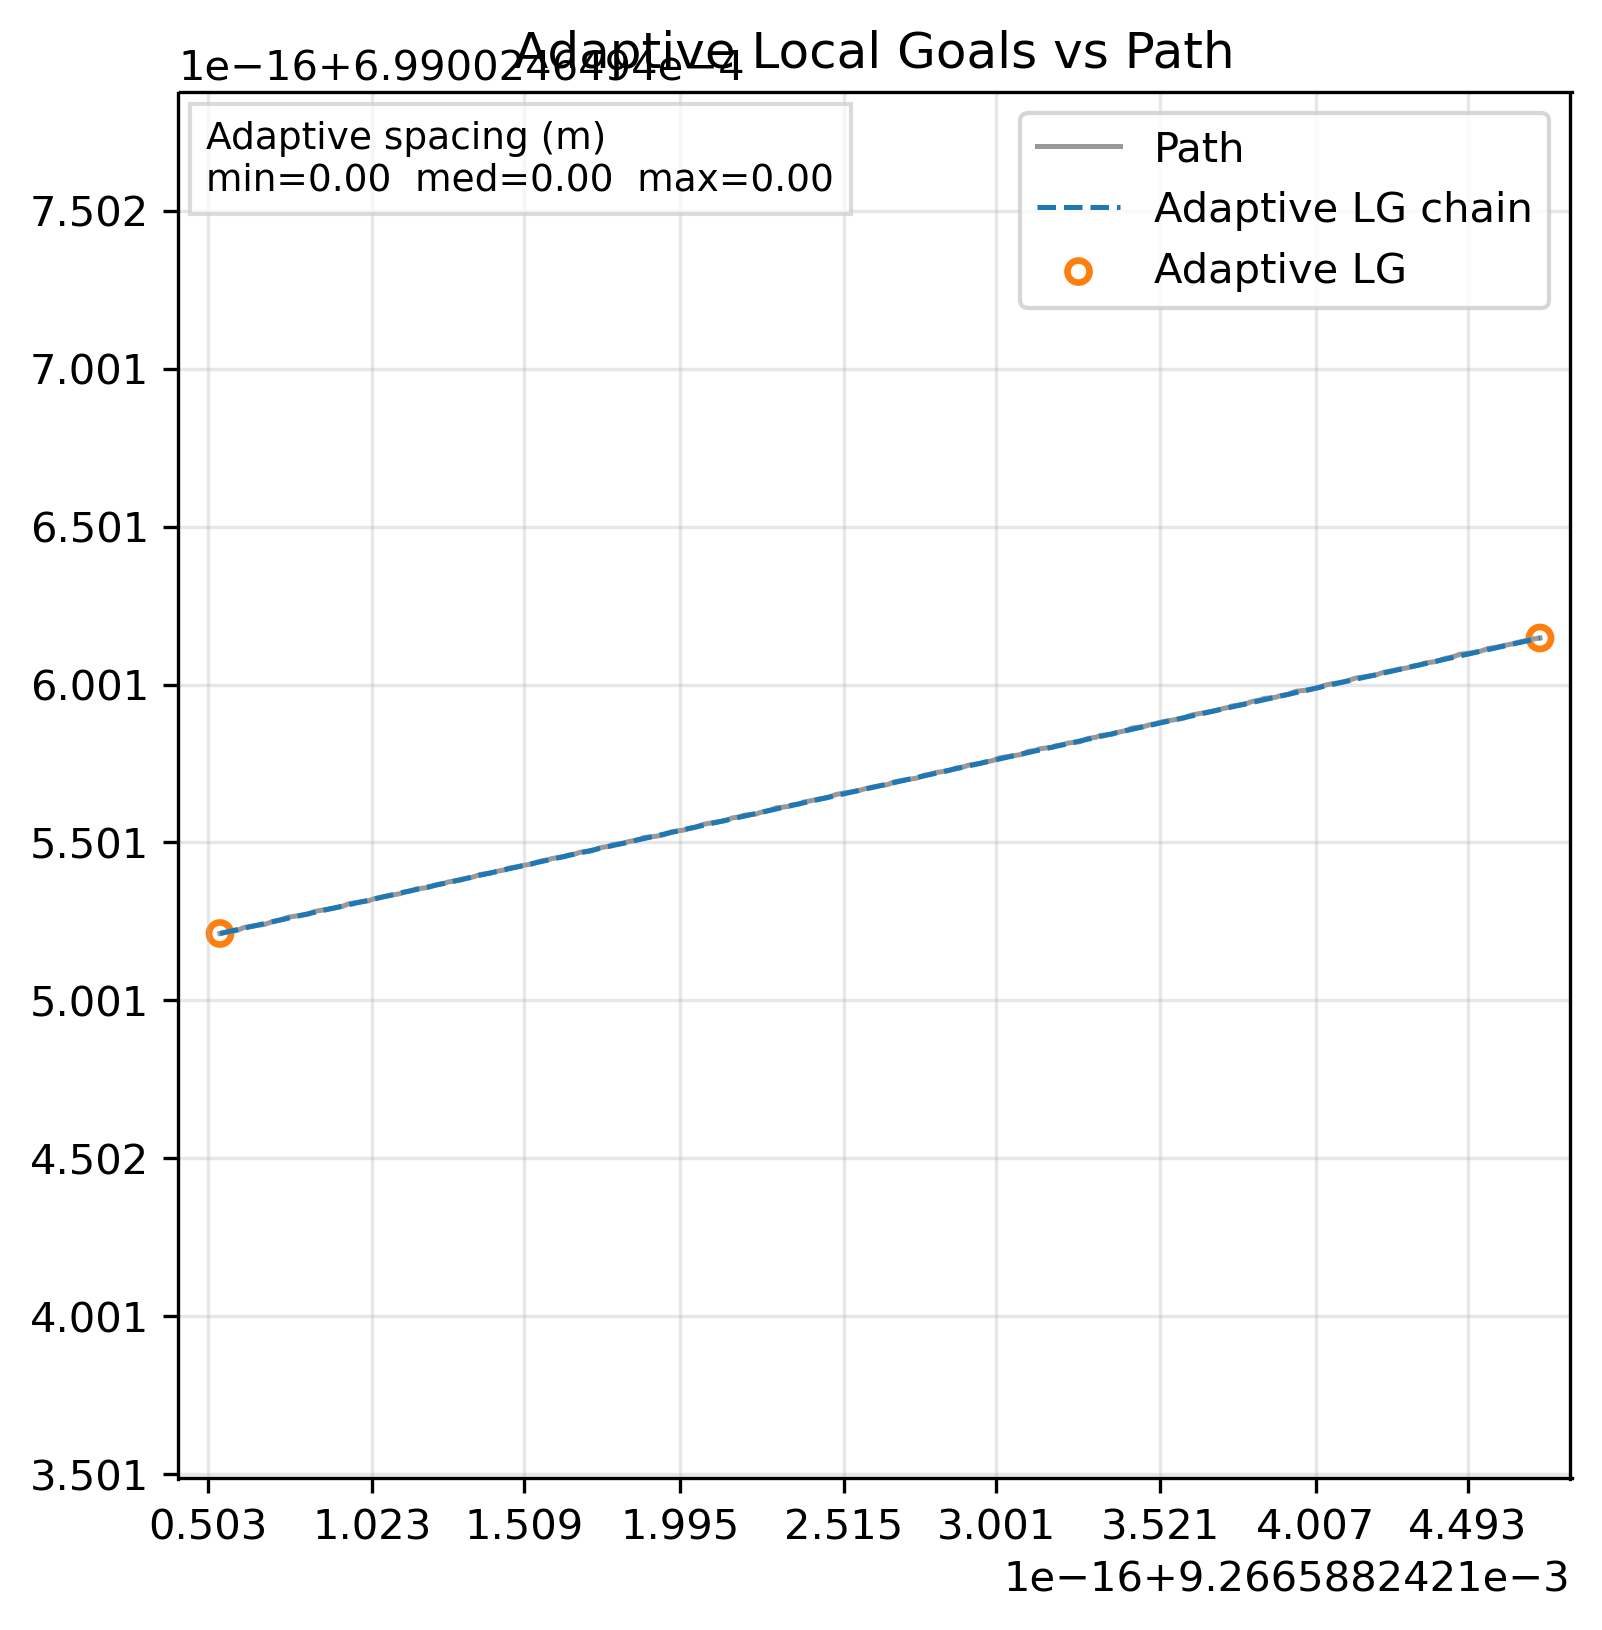 Adaptive Local Goals vs Path
1e−16+6.9900246494e−4
Adaptive spacing (m)
min=0.00 med=0.00 max=0.00
Path
Adaptive LG chain
Adaptive LG
7.502
7.001
6.501
6.001
5.501
5.001
4.502
4.001
3.501
0.503 1.023 1.509 1.995 2.515 3.001 3.521 4.007 4.493
1e−16+9.2665882421e−3